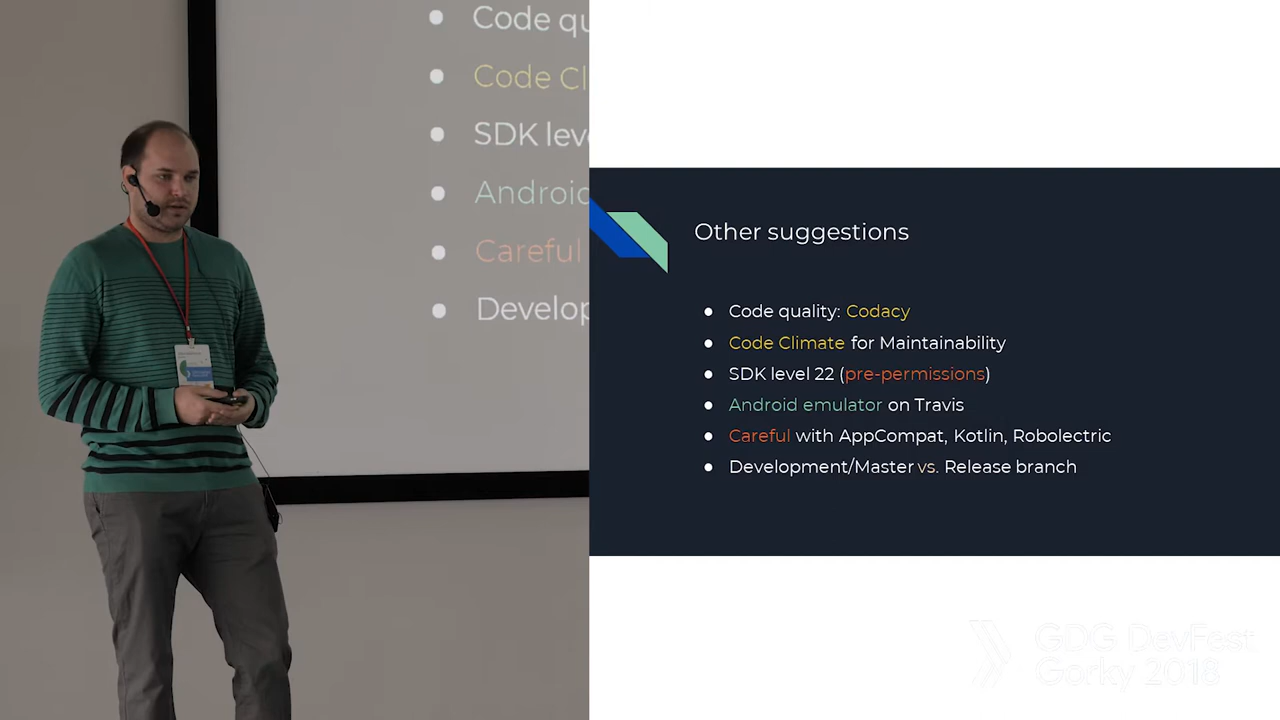 Code qu
Code Cl
SDK leve
Android
Careful
Develop
Other suggestions
● Code quality: Codacy
● Code Climate for Maintainability
● SDK level 22 (pre-permissions)
● Android emulator on Travis
● Careful with AppCompat, Kotlin, Robolectric
● Development/Master vs. Release branch
GDG DevFest
Gorky 2018